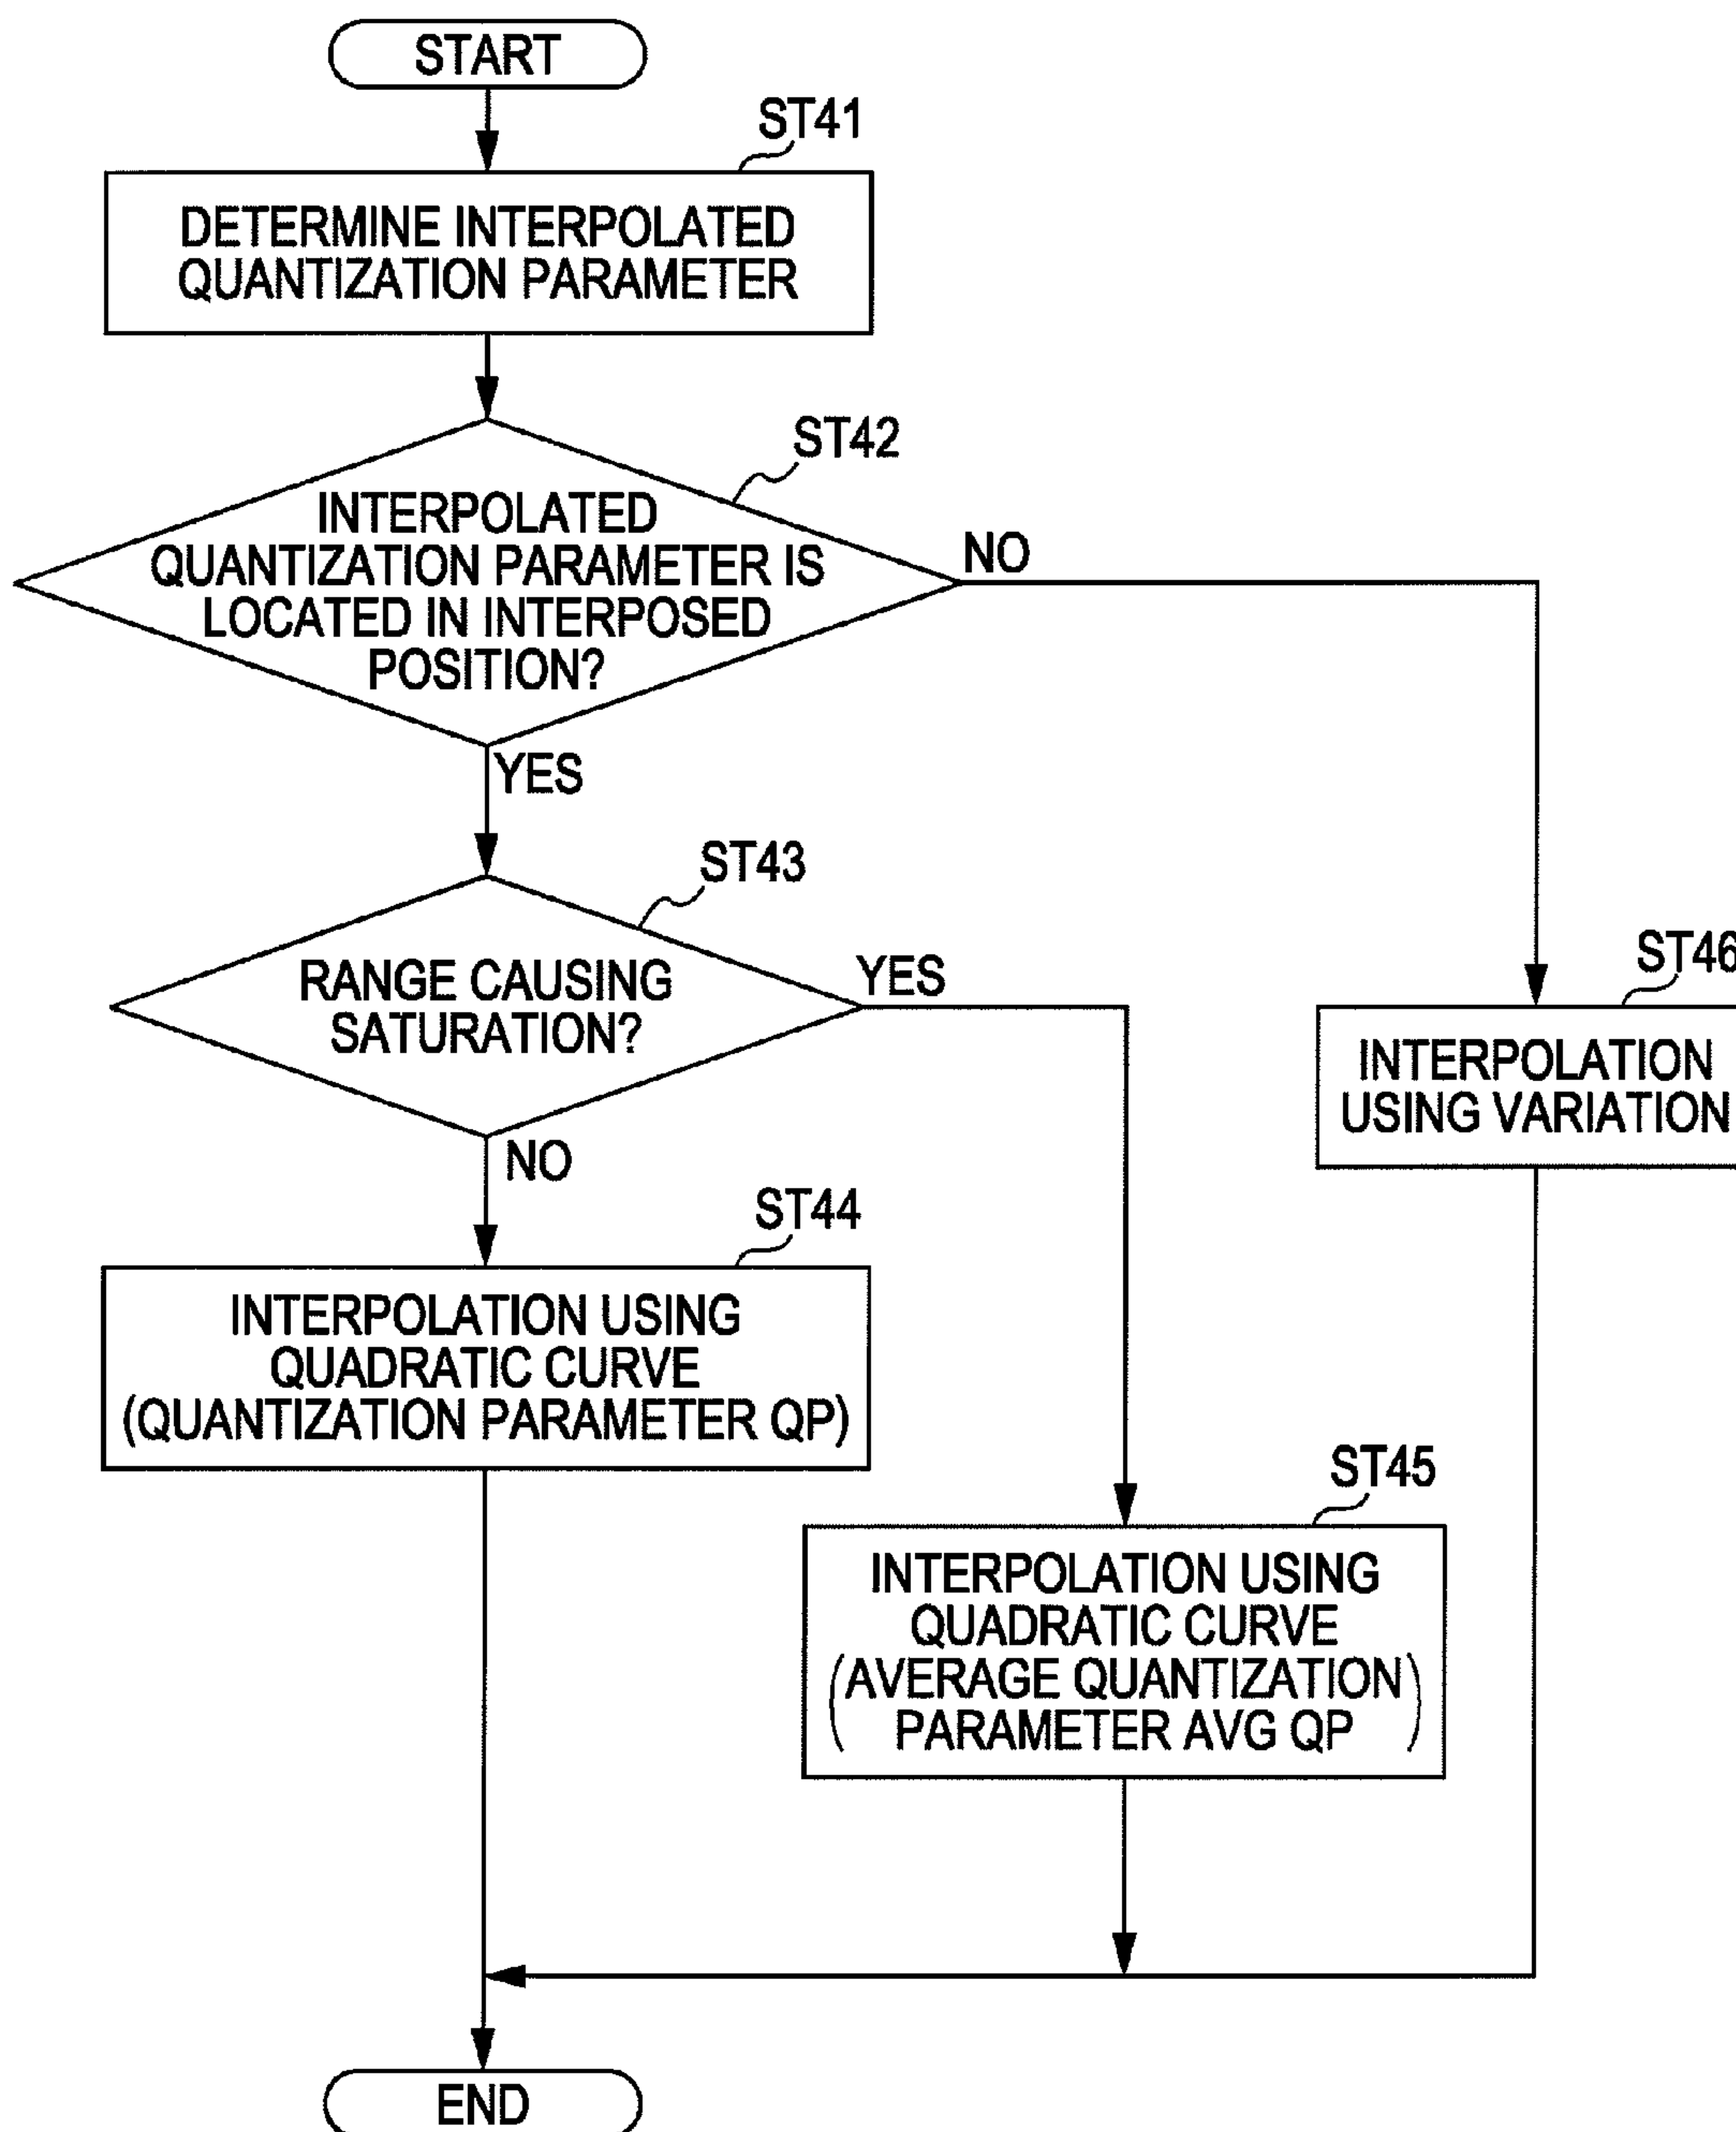 START
ST41
DETERMINE INTERPOLATED
QUANTIZATION PARAMETER
ST42
INTERPOLATED
QUANTIZATION PARAMETER IS
LOCATED IN INTERPOSED
POSITION?
NO
YES
ST43
RANGE CAUSING
SATURATION?
YES
NO
ST46
INTERPOLATION
USING VARIATION
ST44
INTERPOLATION USING
QUADRATIC CURVE
(QUANTIZATION PARAMETER QP)
ST45
INTERPOLATION USING
QUADRATIC CURVE
(AVERAGE QUANTIZATION
PARAMETER AVG QP)
END